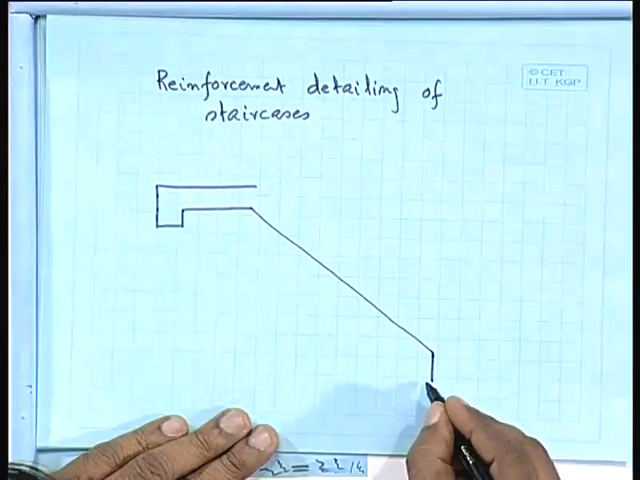 Reinforcement detailing of
staircases
© CET
I.I.T. KGP